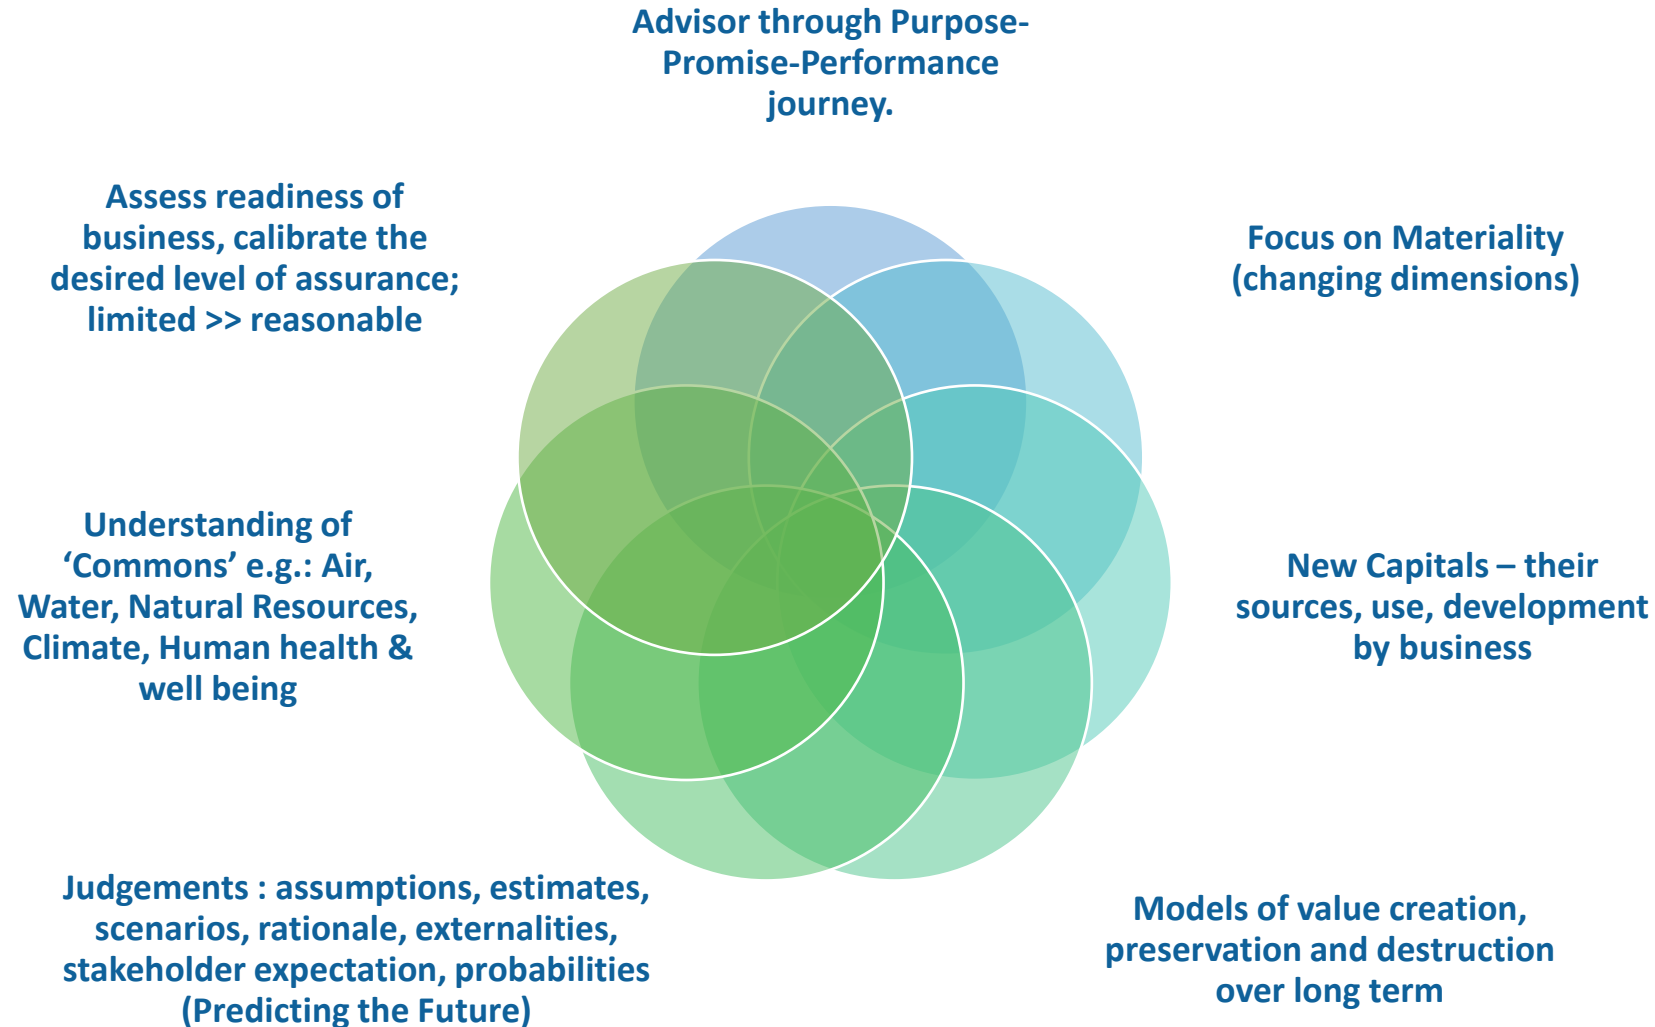 Advisor through Purpose-
Promise-Performance
journey.
Assess readiness of
business, calibrate the
desired level of assurance;
limited >> reasonable
Focus on Materiality
(changing dimensions)
Understanding of
‘Commons’ e.g.: Air,
Water, Natural Resources,
Climate, Human health &
well being
New Capitals – their
sources, use, development
by business
Judgements : assumptions, estimates,
scenarios, rationale, externalities,
stakeholder expectation, probabilities
(Predicting the Future)
Models of value creation,
preservation and destruction
over long term